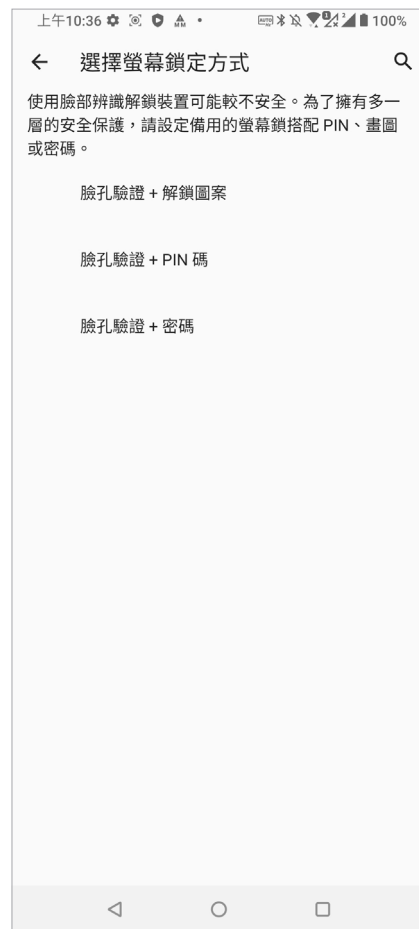 上午10:36 100%
選擇螢幕鎖定方式
使用臉部辨識解鎖裝置可能較不安全。為了擁有多一
層的安全保護，請設定備用的螢幕鎖搭配 PIN、畫圖
或密碼。
臉孔驗證 + 解鎖圖案
臉孔驗證 + PIN 碼
臉孔驗證 + 密碼